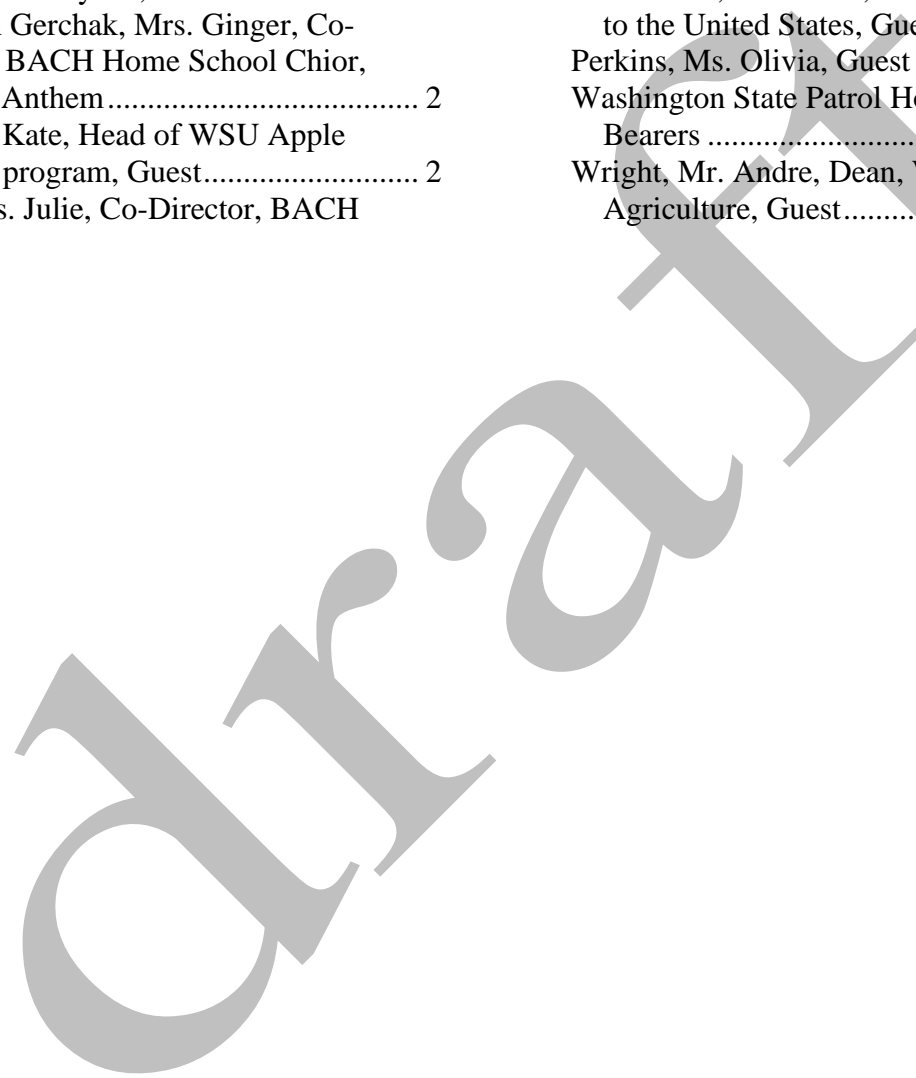 Gerchak, Mrs. Ginger, Co-
BACH Home School Chior,
Anthem.................................... 2
Kate, Head of WSU Apple
program, Guest........................... 2
s. Julie, Co-Director, BACH
to the United States,
Perkins, Ms. Olivia, Guest
Washington State Patrol
Bearers ..........................
Wright, Mr. Andre, Dean,
Agriculture, Guest.........
draft